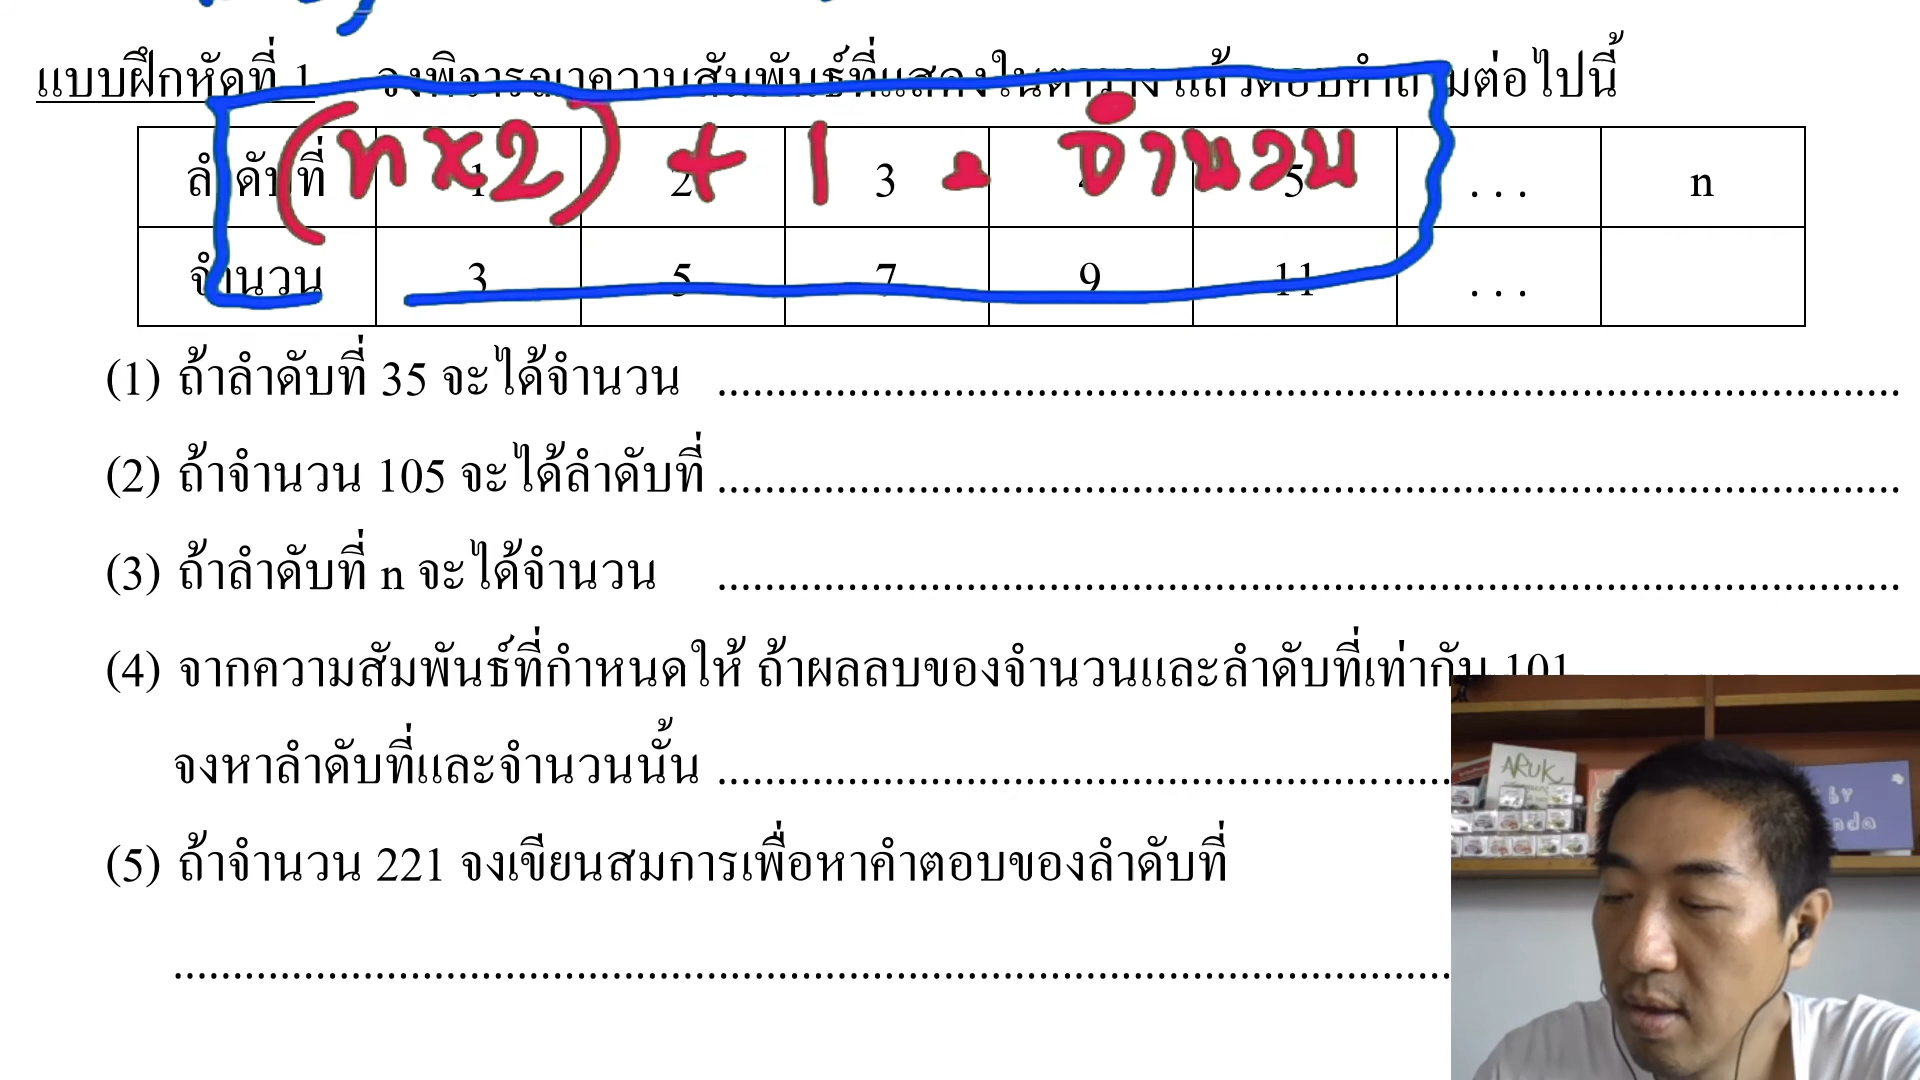 แบบฝึกหัดที่ 1 จงพิจารณาความสัมพันธ์ที่แสดงในตาราง แล้วตอบคำถามต่อไปนี้
(n×2) + 1 = จำนวน
ลำดับที่ 1 2 3 4 5 . . . n
จำนวน 3 5 7 9 11 . . .
(1) ถ้าลำดับที่ 35 จะได้จำนวน
(2) ถ้าจำนวน 105 จะได้ลำดับที่
(3) ถ้าลำดับที่ n จะได้จำนวน
(4) จากความสัมพันธ์ที่กำหนดให้ ถ้าผลลบของจำนวนและลำดับที่เท่ากับ 101
จงหาลำดับที่และจำนวนนั้น
(5) ถ้าจำนวน 221 จงเขียนสมการเพื่อหาคำตอบของลำดับที่
ARUK